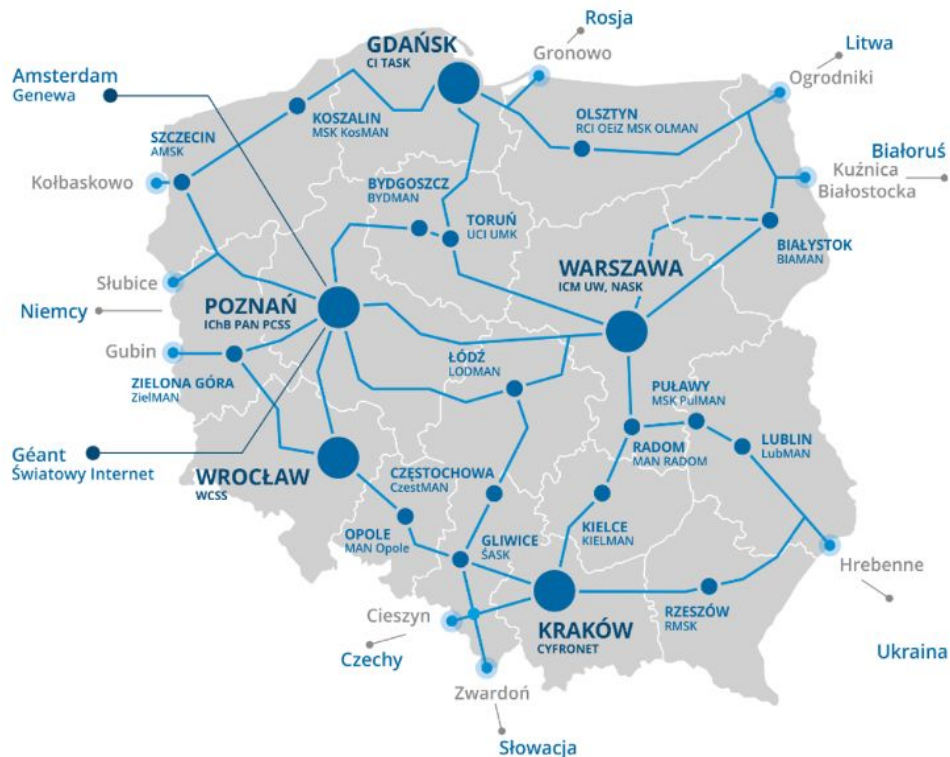 Rosja
GDAŃSK
CI TASK
Gronowo
Litwa
Ogrodniki
Amsterdam
Genewa
KOSZALIN
MSK KosMAN
OLSZTYN
RCI OEiZ MSK OLMAN
SZCZECIN
AMSK
Białoruś
Kuźnica
Białostocka
Kołbaskowo
BYDGOSZCZ
BYDMAN
TORUŃ
UCI UMK
BIAŁYSTOK
BIAMAN
WARSZAWA
ICM UW, NASK
Słubice
Niemcy
POZNAŃ
IChB PAN PCSS
Gubin
ŁÓDŹ
LODMAN
ZIELONA GÓRA
ZielMAN
PUŁAWY
MSK PulMAN
RADOM
MAN RADOM
LUBLIN
LubMAN
Géant
Światowy Internet
WROCŁAW
WCSS
CZĘSTOCHOWA
CzestMAN
OPOLE
MAN Opole
GLIWICE
ŚASK
KIELCE
KIELMAN
Hrebenne
RZESZÓW
RMSK
Cieszyn
KRAKÓW
CYFRONET
Czechy
Ukraina
Zwardoń
Słowacja